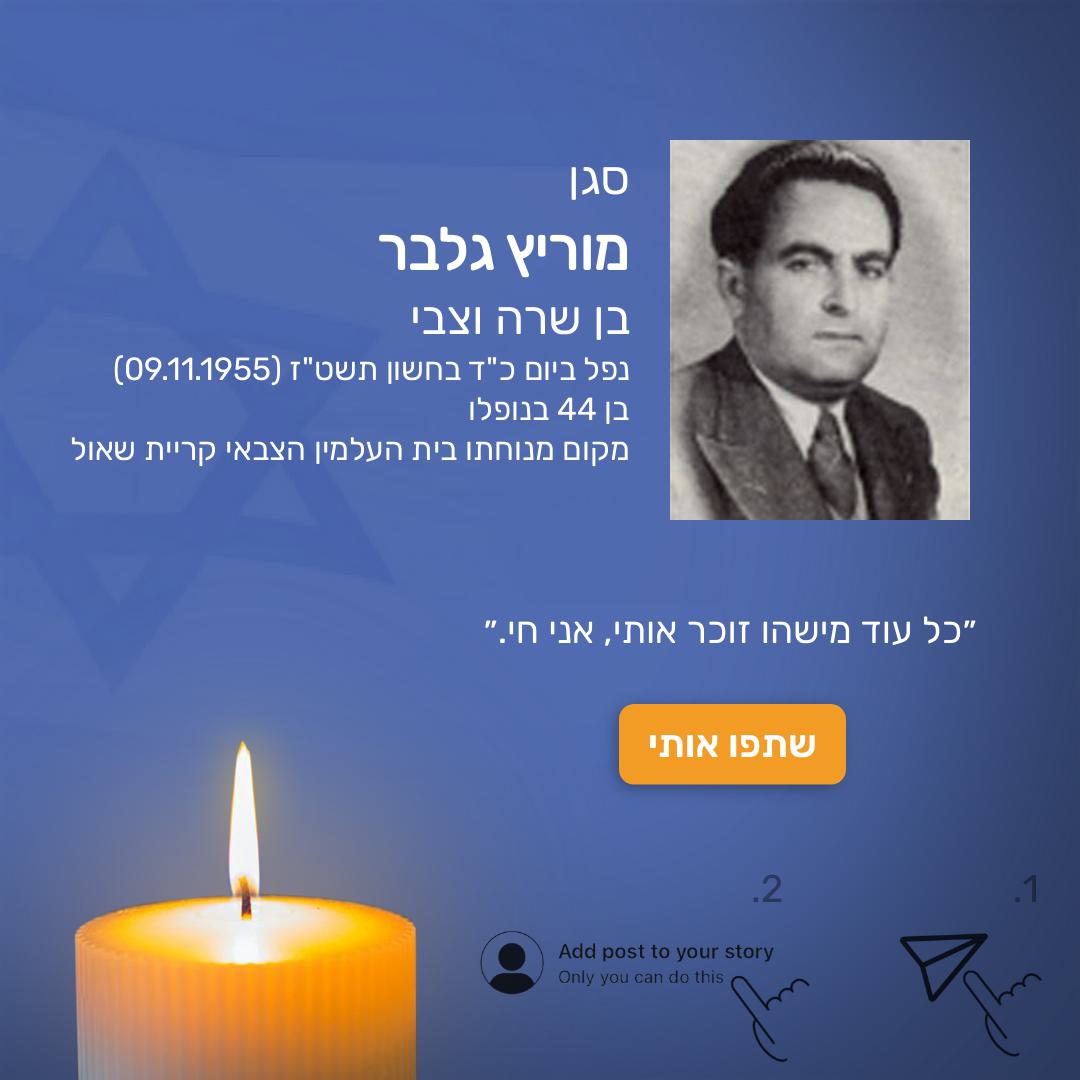 סגן
מוריץ גלבר
בן שרה וצבי
נפל ביום כ"ד בחשון תשט"ז (09.11.1955)
בן 44 בנופלו
מקום מנוחתו בית העלמין הצבאי קריית שאול
״כל עוד מישהו זוכר אותי, אני חי.״
שתפו אותי
.1
.2
Add post to your story
Only you can do this